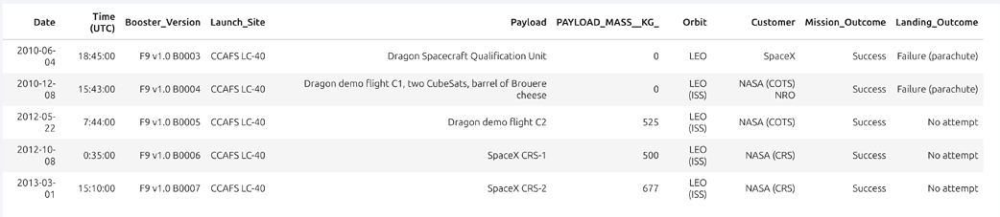 Date Time (UTC) Booster_Version Launch_Site Payload PAYLOAD_MASS__KG_ Orbit Customer Mission_Outcome Landing_Outcome
2010-06-04 18:45:00 F9 v1.0 B0003 CCAFS LC-40 Dragon Spacecraft Qualification Unit 0 LEO SpaceX Success Failure (parachute)
2010-12-08 15:43:00 F9 v1.0 B0004 CCAFS LC-40 Dragon demo flight C1, two CubeSats, barrel of Brouere cheese 0 LEO (ISS) NASA (COTS) NRO Success Failure (parachute)
2012-05-22 7:44:00 F9 v1.0 B0005 CCAFS LC-40 Dragon demo flight C2 525 LEO (ISS) NASA (COTS) Success No attempt
2012-10-08 0:35:00 F9 v1.0 B0006 CCAFS LC-40 SpaceX CRS-1 500 LEO (ISS) NASA (CRS) Success No attempt
2013-03-01 15:10:00 F9 v1.0 B0007 CCAFS LC-40 SpaceX CRS-2 677 LEO (ISS) NASA (CRS) Success No attempt